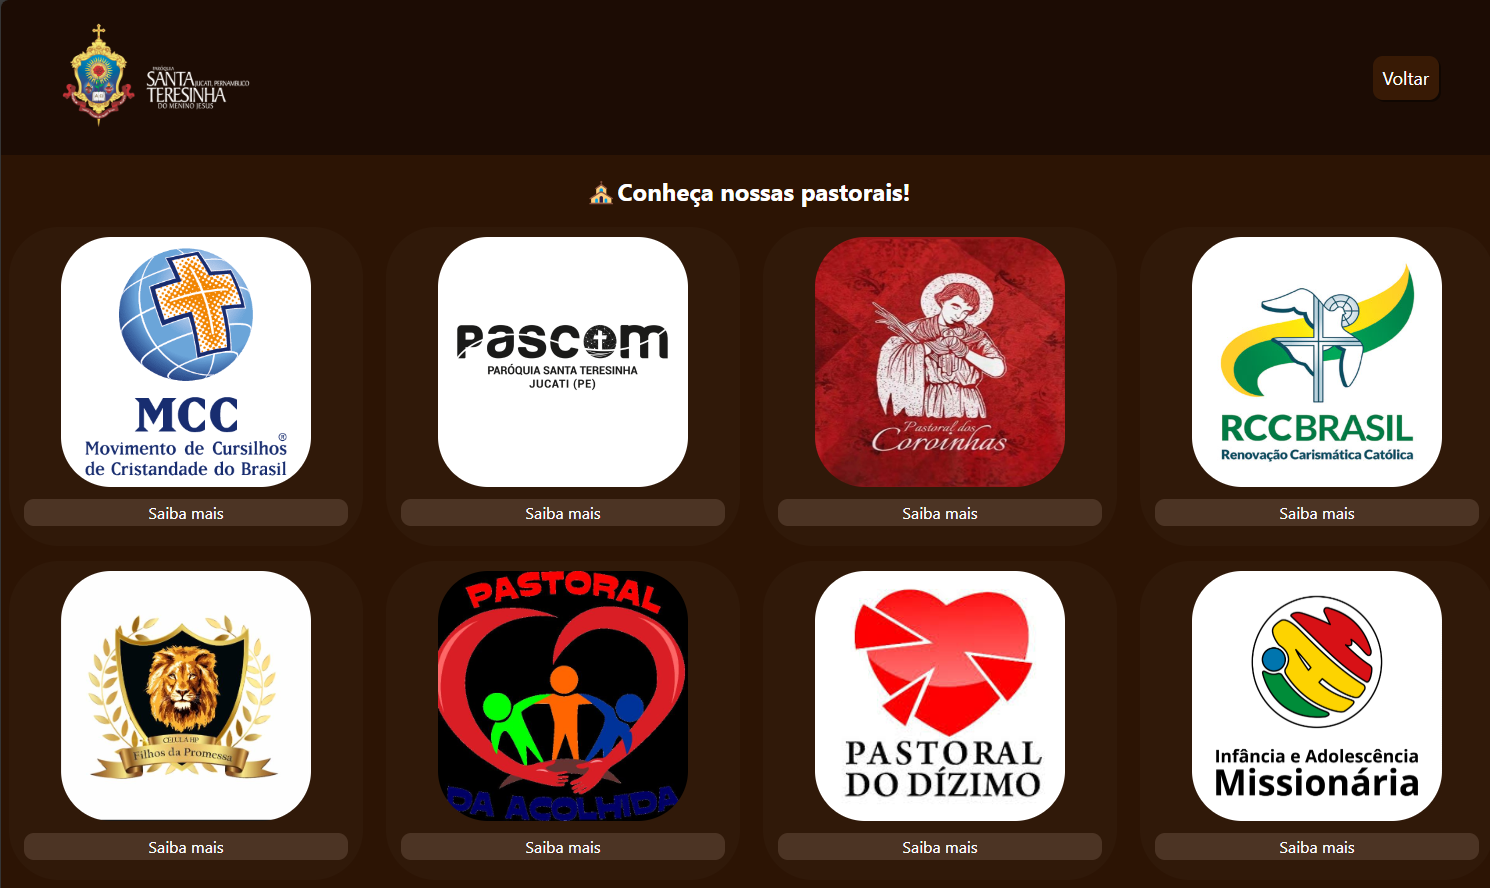 PARÓQUIA
SANTA JUCATI, PERNAMBUCO
TERESINHA
DO MENINO JESUS
Voltar
Conheça nossas pastorais!
MCC
Movimento de Cursilhos®
de Cristandade do Brasil
Saiba mais
pascom
PARÓQUIA SANTA TERESINHA
JUCATI (PE)
Saiba mais
Pastoral dos
Coroinhas
Saiba mais
RCCBRASIL
Renovação Carismática Católica
Saiba mais
CÉLULA HP
Filhos da Promessa
Saiba mais
PASTORAL
DA ACOLHIDA
Saiba mais
PASTORAL
DO DÍZIMO
Saiba mais
iAM
Infância e Adolescência
Missionária
Saiba mais